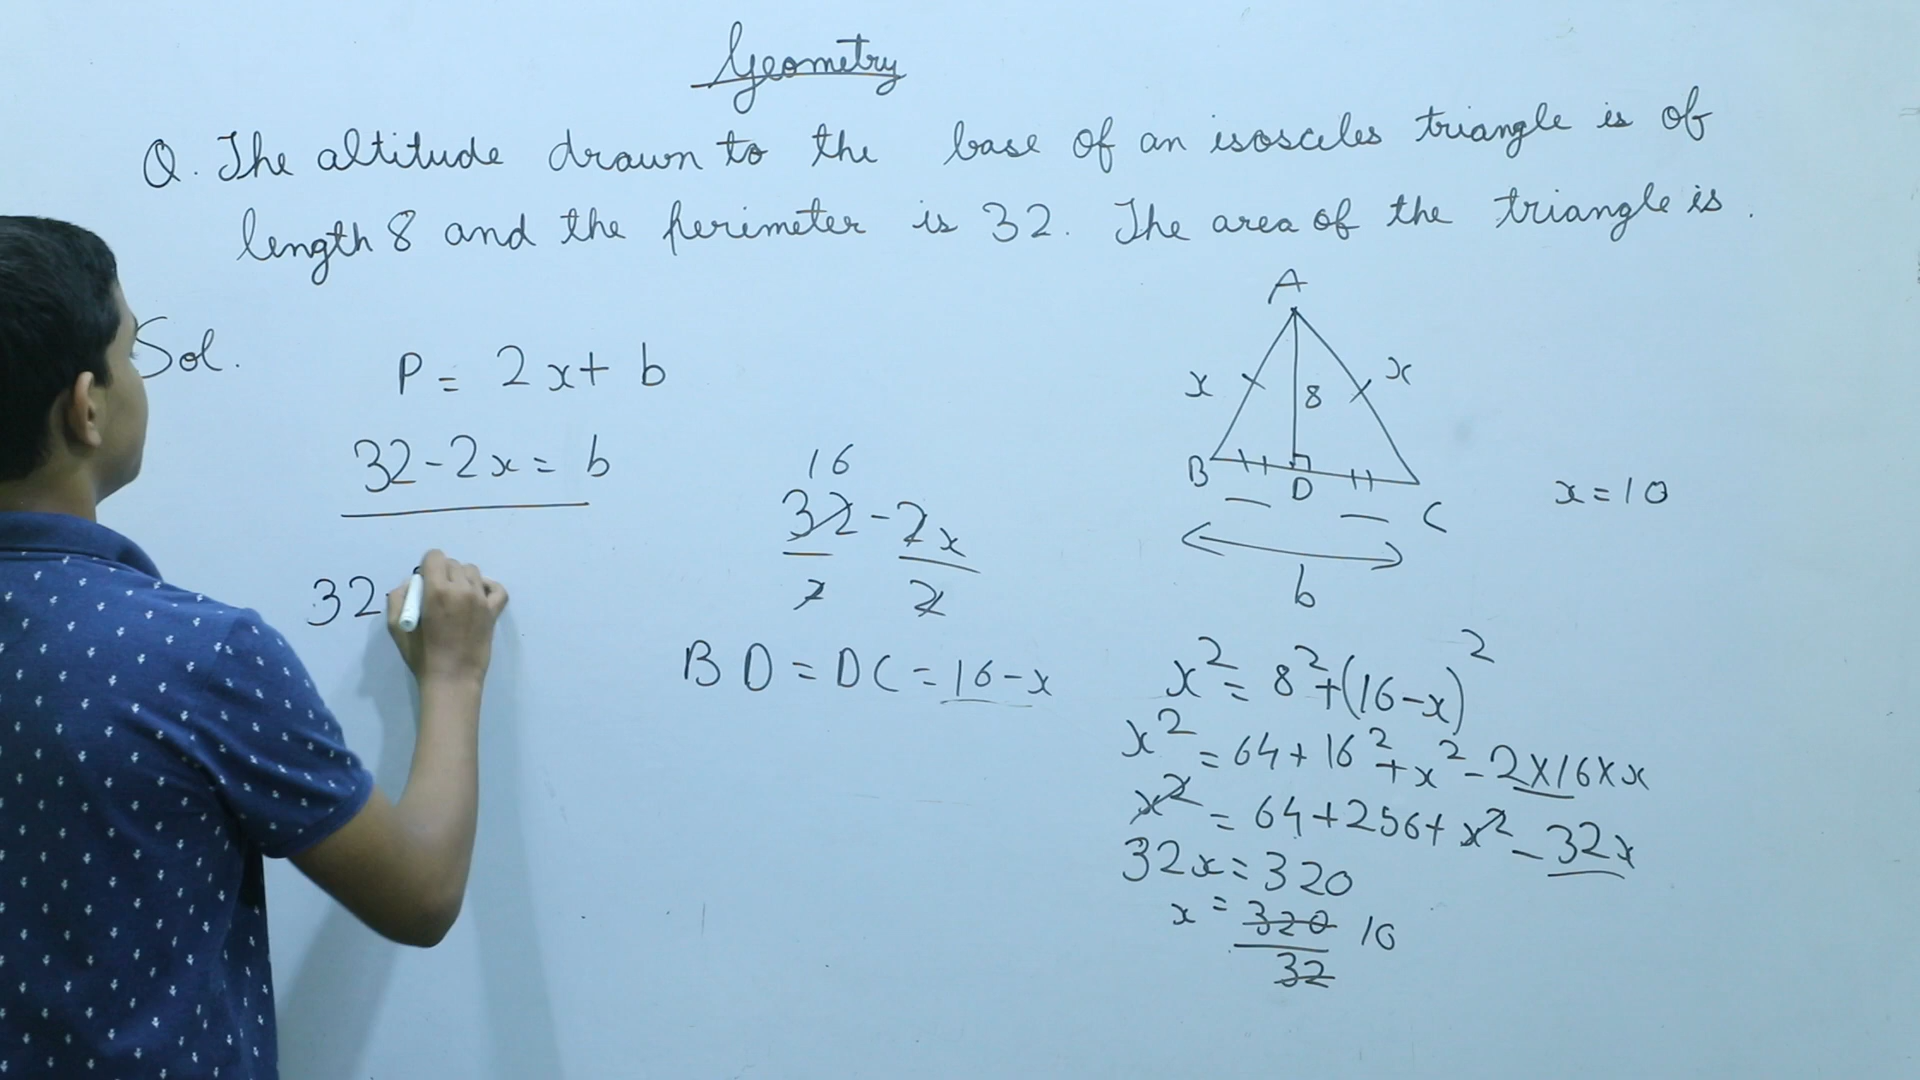 Geometry
Q. The altitude drawn to the base of an isosceles triangle is of
length 8 and the perimeter is 32. The area of the triangle is.
Sol.
P = 2x + b
32 - 2x = b
32
16
32 - 2x
2 2
BD = DC = 16 - x
A
x 8 x
B D C
b
x = 10
x² = 8² + (16 - x)²
x² = 64 + 16² + x² - 2 × 16 × x
x² = 64 + 256 + x² - 32x
32x = 320
x = 320 10
32